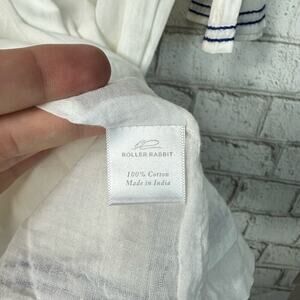 ROLLER RABBIT
100% Cotton
Made in India